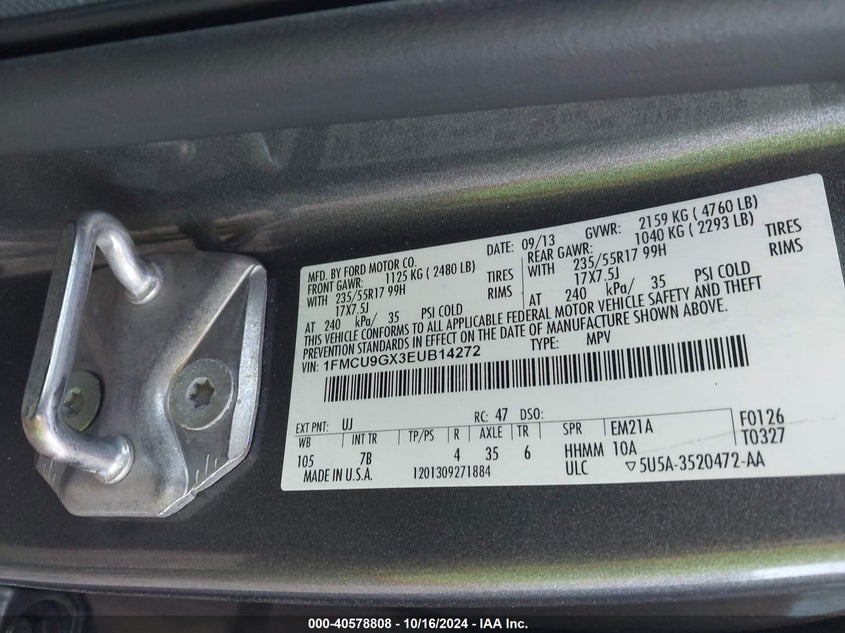 MFD. BY FORD MOTOR CO.
DATE: 09/13 GVWR: 2159 KG ( 4760 LB)
FRONT GAWR: 1125 KG ( 2480 LB) REAR GAWR: 1040 KG ( 2293 LB)
WITH 235/55R17 99H TIRES WITH 235/55R17 99H TIRES
17X7.5J RIMS 17X7.5J RIMS
AT 240 kPa/ 35 PSI COLD AT 240 kPa/ 35 PSI COLD
THIS VEHICLE CONFORMS TO ALL APPLICABLE FEDERAL MOTOR VEHICLE SAFETY AND THEFT
PREVENTION STANDARDS IN EFFECT ON THE DATE OF MANUFACTURE SHOWN ABOVE.
VIN: 1FMCU9GX3EUB14272 TYPE: MPV
EXT PNT: UJ RC: 47 DSO:
WB INT TR TP/PS R AXLE TR SPR EM21A F0126
105 7B 4 35 6 HHMM 10A T0327
MADE IN U.S.A. 1201309271884 ULC ▽5U5A-3520472-AA
000-40578808 - 10/16/2024 - IAA Inc.